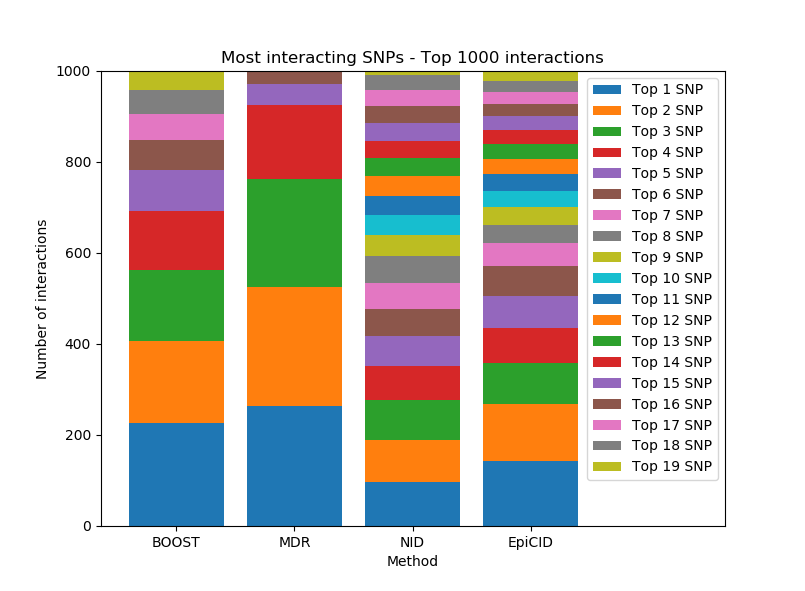 Most interacting SNPs - Top 1000 interactions
Number of interactions
1000
800
600
400
200
0
BOOST
MDR
NID
EpiCID
Method
Top 1 SNP
Top 2 SNP
Top 3 SNP
Top 4 SNP
Top 5 SNP
Top 6 SNP
Top 7 SNP
Top 8 SNP
Top 9 SNP
Top 10 SNP
Top 11 SNP
Top 12 SNP
Top 13 SNP
Top 14 SNP
Top 15 SNP
Top 16 SNP
Top 17 SNP
Top 18 SNP
Top 19 SNP